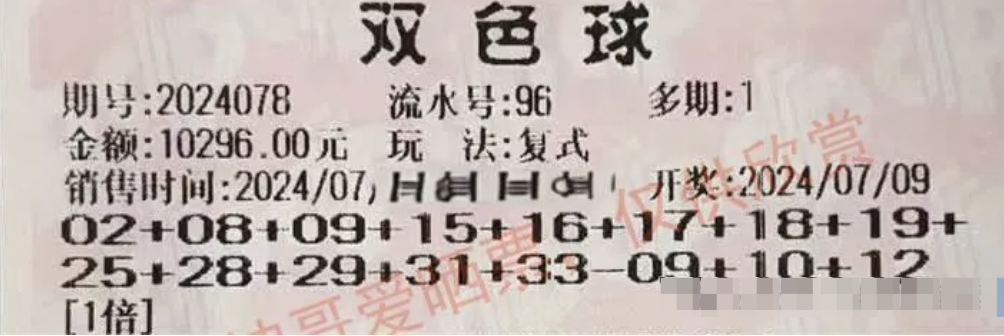 双色球
期号:2024078 流水号:96 多期:1
金额:10296.00元 玩 法:复式
销售时间:2024/07/ 开奖:2024/07/09
02+08+09+15+16+17+18+19+
25+28+29+31+33-09+10+12
[1倍]
哥爱晒票,仅供欣赏